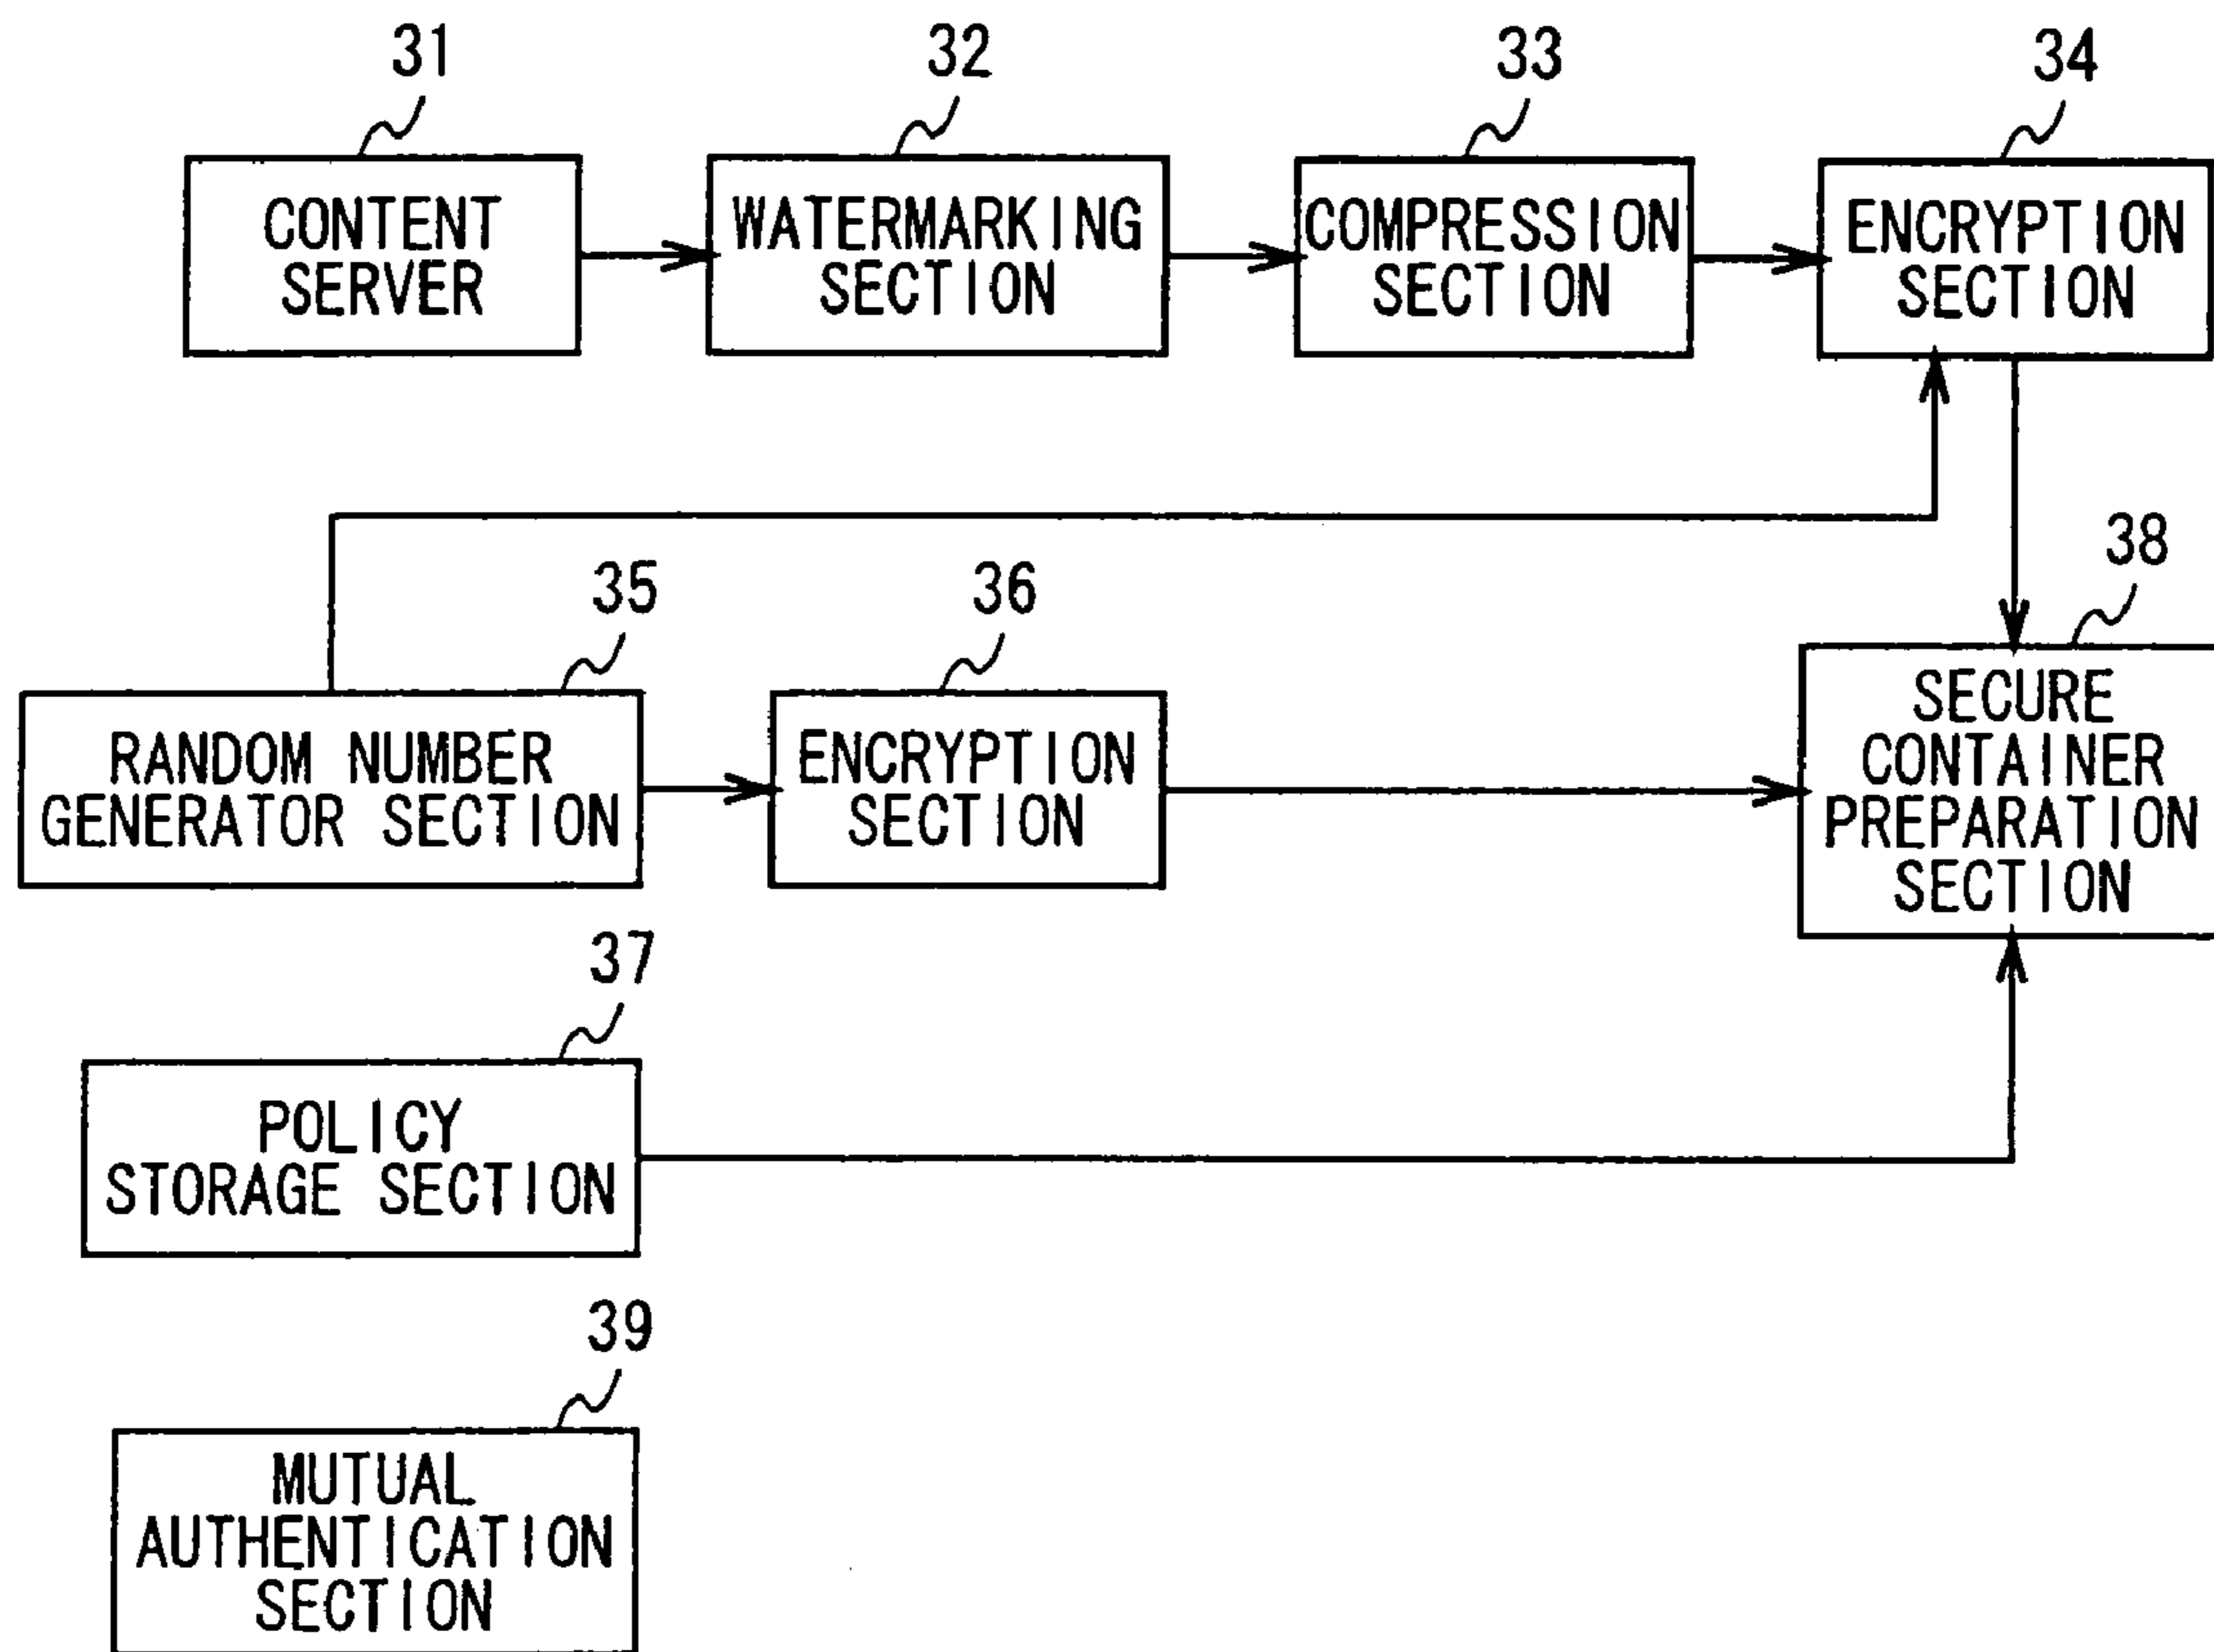 31
32
33
34
CONTENT
SERVER
WATERMARKING
SECTION
COMPRESSION
SECTION
ENCRYPTION
SECTION
35
36
38
RANDOM NUMBER
GENERATOR SECTION
ENCRYPTION
SECTION
SECURE
CONTAINER
PREPARATION
SECTION
37
POLICY
STORAGE SECTION
39
MUTUAL
AUTHENTICATION
SECTION